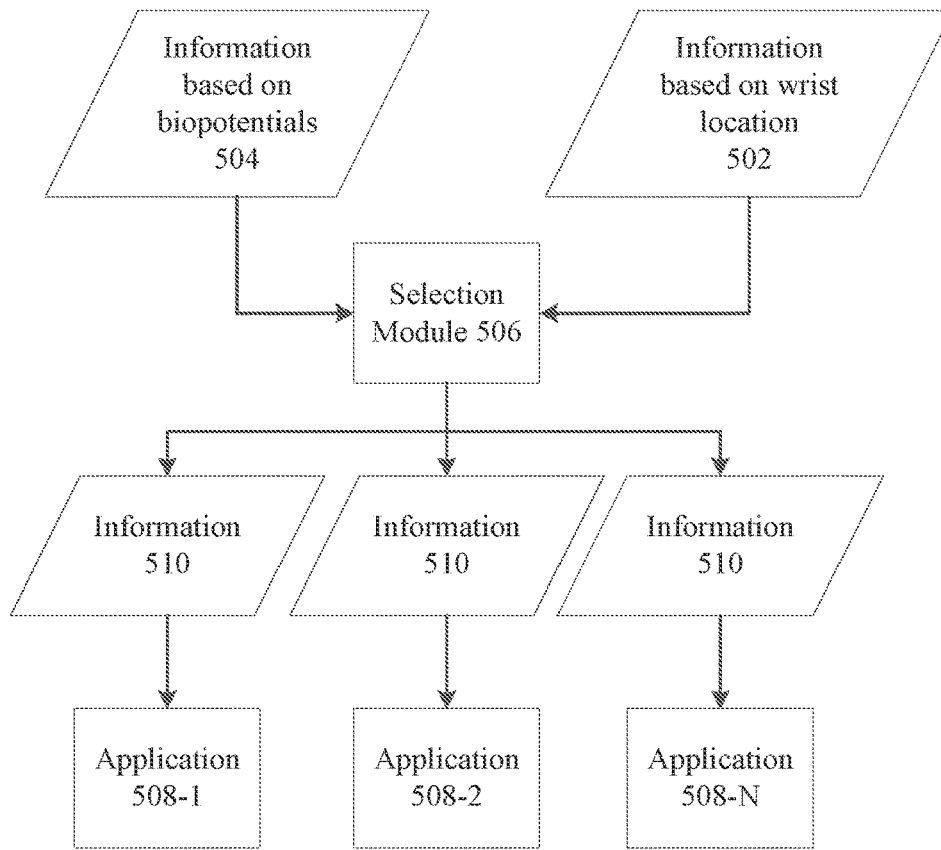 Information
based on
biopotentials
504
Information
based on wrist
location
502
Selection
Module 506
Information
510
Information
510
Information
510
Application
508-1
Application
508-2
Application
508-N